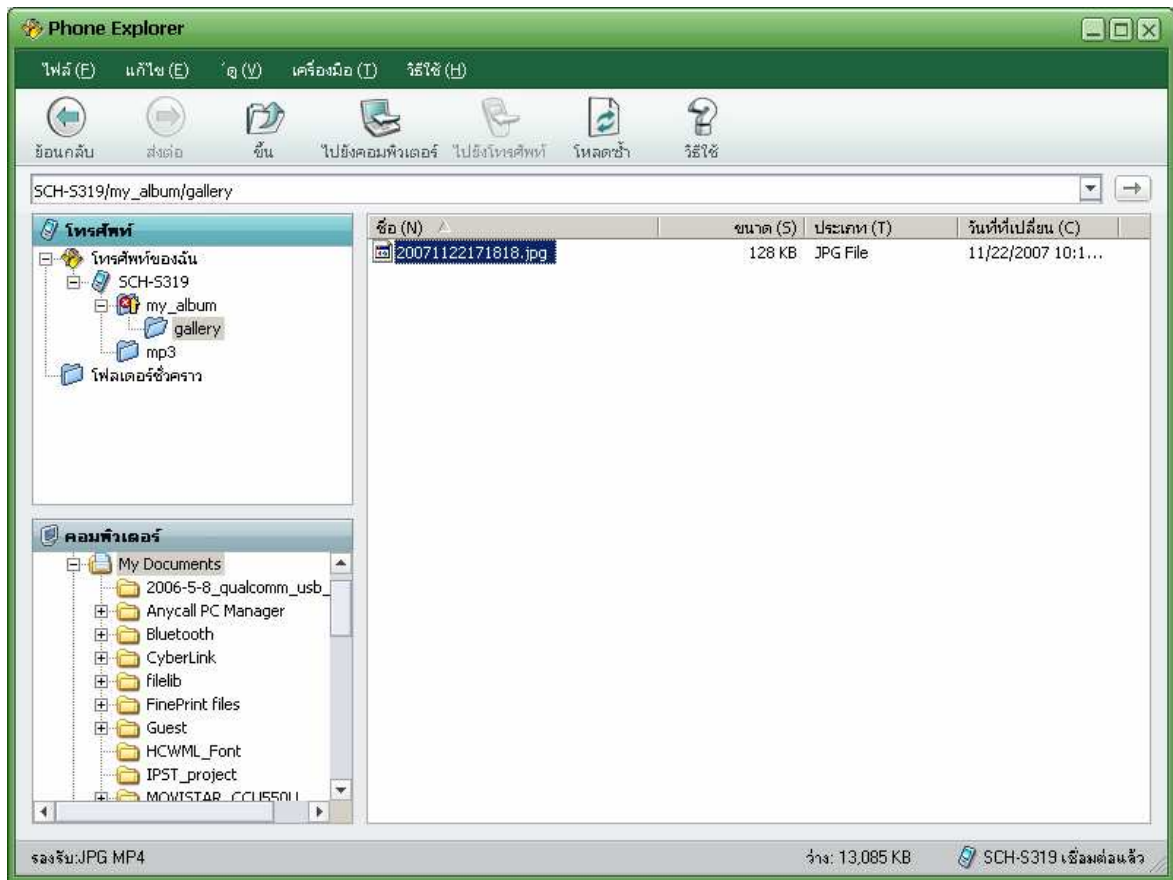 Phone Explorer
ไฟล์ (F) แก้ไข (E) ่ดู (V) เครื่องมือ (T) วิธีใช้ (H)
ย้อนกลับ ส่งต่อ ขึ้น ไปยังคอมพิวเตอร์ ไปยังโทรศัพท์ โหลดซ้ำ วิธีใช้
SCH-S319/my_album/gallery
โทรศัพท์
โทรศัพท์ของฉัน
SCH-S319
my_album
gallery
mp3
โฟลเดอร์ชั่วคราว
ชื่อ (N) ขนาด (S) ประเภท (T) วันที่ที่เปลี่ยน (C)
20071122171818.jpg 128 KB JPG File 11/22/2007 10:1...
คอมพิวเตอร์
My Documents
2006-5-8_qualcomm_usb_
Anycall PC Manager
Bluetooth
CyberLink
filelib
FinePrint files
Guest
HCWML_Font
IPST_project
MOVISTAR_CCU550U
รองรับ:JPG MP4 ว่าง: 13,085 KB SCH-S319 เชื่อมต่อแล้ว